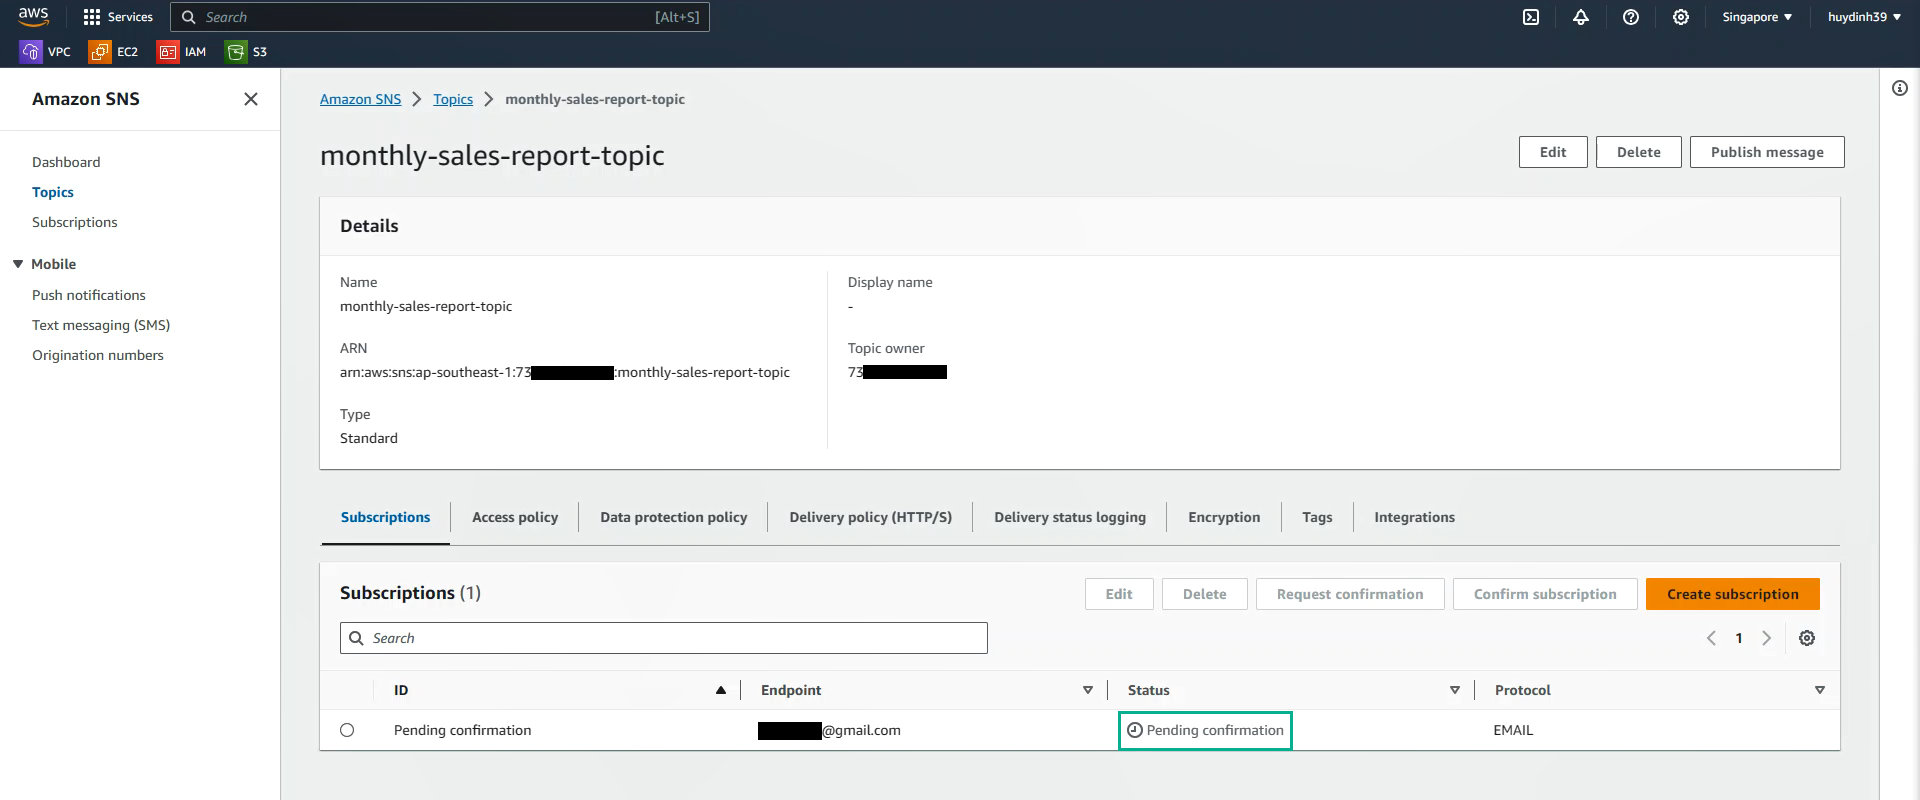 aws Services Search [Alt+S] Singapore ▼ huydinh39 ▼
VPC EC2 IAM S3
Amazon SNS
Dashboard
Topics
Subscriptions
Mobile
Push notifications
Text messaging (SMS)
Origination numbers
Amazon SNS > Topics > monthly-sales-report-topic
monthly-sales-report-topic
Edit Delete Publish message
Details
Name
monthly-sales-report-topic
ARN
arn:aws:sns:ap-southeast-1:73 :monthly-sales-report-topic
Type
Standard
Display name
-
Topic owner
73
Subscriptions Access policy Data protection policy Delivery policy (HTTP/S) Delivery status logging Encryption Tags Integrations
Subscriptions (1)
Edit Delete Request confirmation Confirm subscription Create subscription
Search
1
ID Endpoint Status Protocol
Pending confirmation @gmail.com Pending confirmation EMAIL